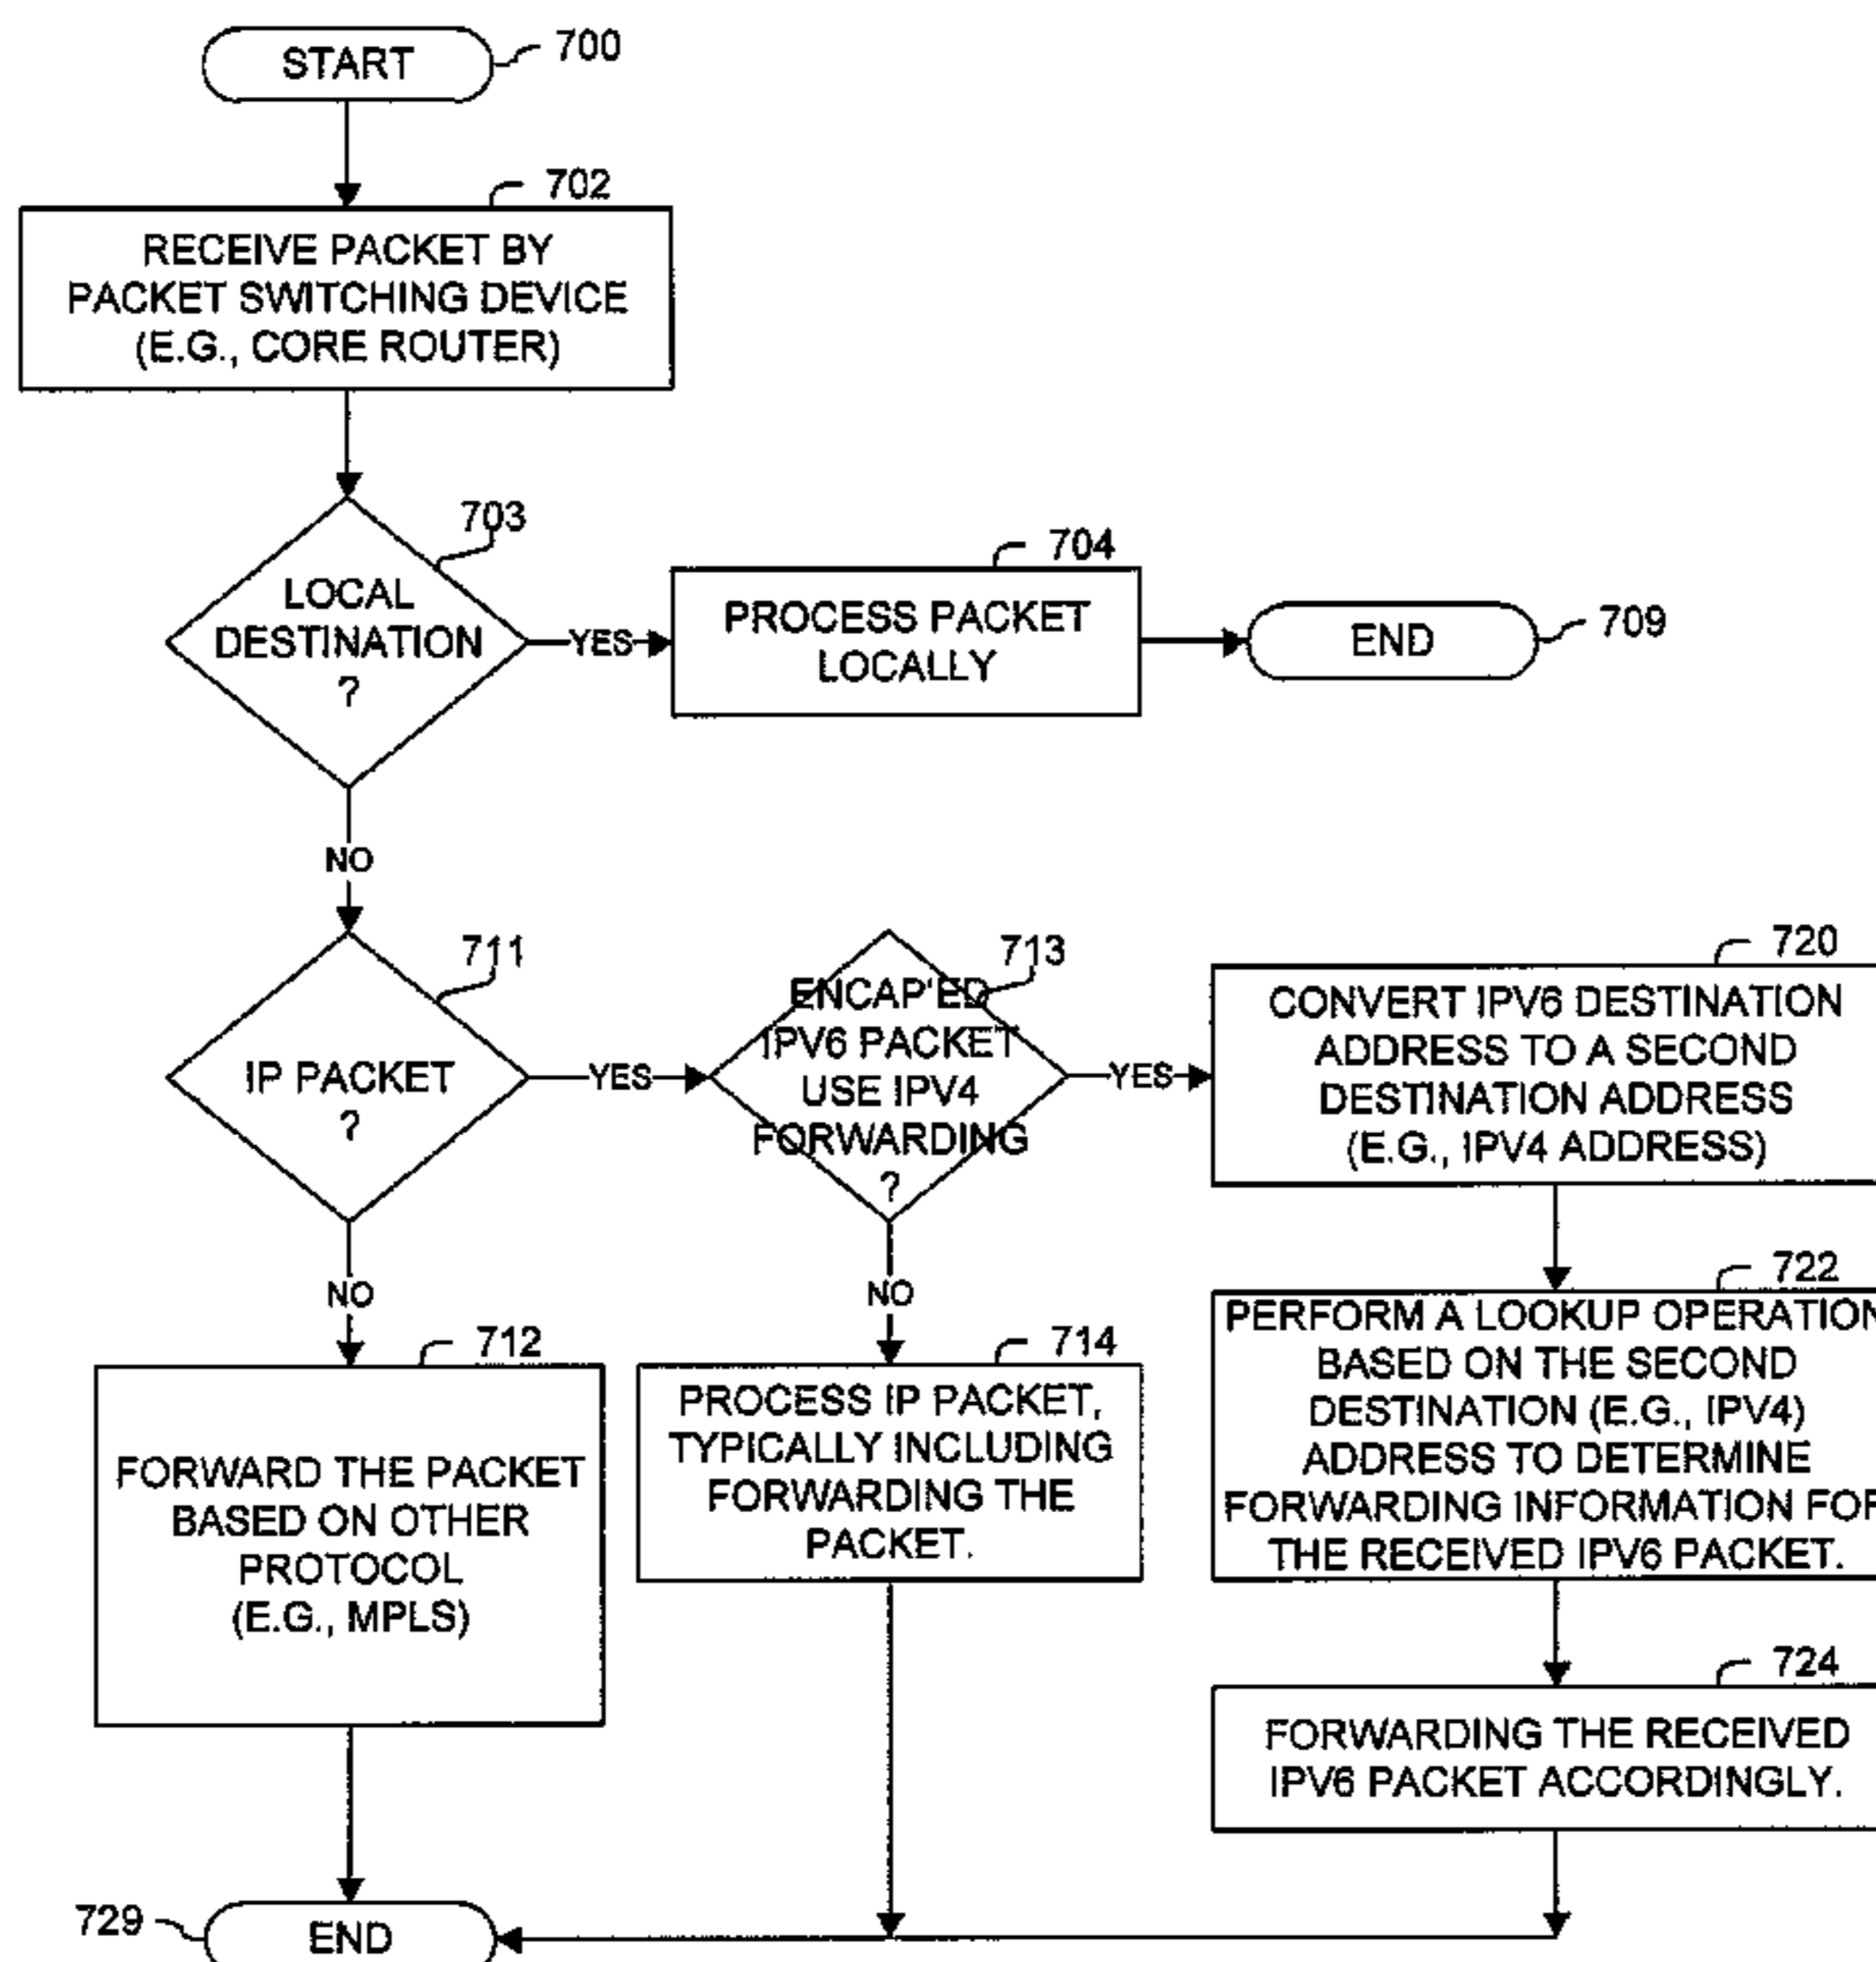 START
700
702
RECEIVE PACKET BY
PACKET SWITCHING DEVICE
(E.G., CORE ROUTER)
703
LOCAL
DESTINATION
?
YES
704
PROCESS PACKET
LOCALLY
END
709
NO
711
IP PACKET
?
YES
713
ENCAP'ED
IPV6 PACKET
USE IPV4
FORWARDING
?
YES
720
CONVERT IPV6 DESTINATION
ADDRESS TO A SECOND
DESTINATION ADDRESS
(E.G., IPV4 ADDRESS)
NO
712
FORWARD THE PACKET
BASED ON OTHER
PROTOCOL
(E.G., MPLS)
NO
714
PROCESS IP PACKET,
TYPICALLY INCLUDING
FORWARDING THE
PACKET.
722
PERFORM A LOOKUP OPERATION
BASED ON THE SECOND
DESTINATION (E.G., IPV4)
ADDRESS TO DETERMINE
FORWARDING INFORMATION FOR
THE RECEIVED IPV6 PACKET.
724
FORWARDING THE RECEIVED
IPV6 PACKET ACCORDINGLY.
729
END